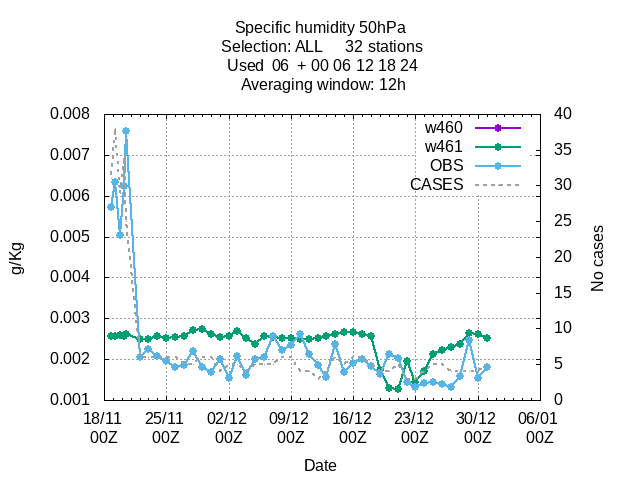 Specific humidity 50hPa
Selection: ALL 32 stations
Used 06 + 00 06 12 18 24
Averaging window: 12h
0.008
0.007
0.006
0.005
0.004
0.003
0.002
0.001
g/Kg
w460
w461
OBS
CASES
40
35
30
25
20
15
10
5
0
No cases
18/11 25/11 02/12 09/12 16/12 23/12 30/12 06/01
00Z 00Z 00Z 00Z 00Z 00Z 00Z 00Z
Date